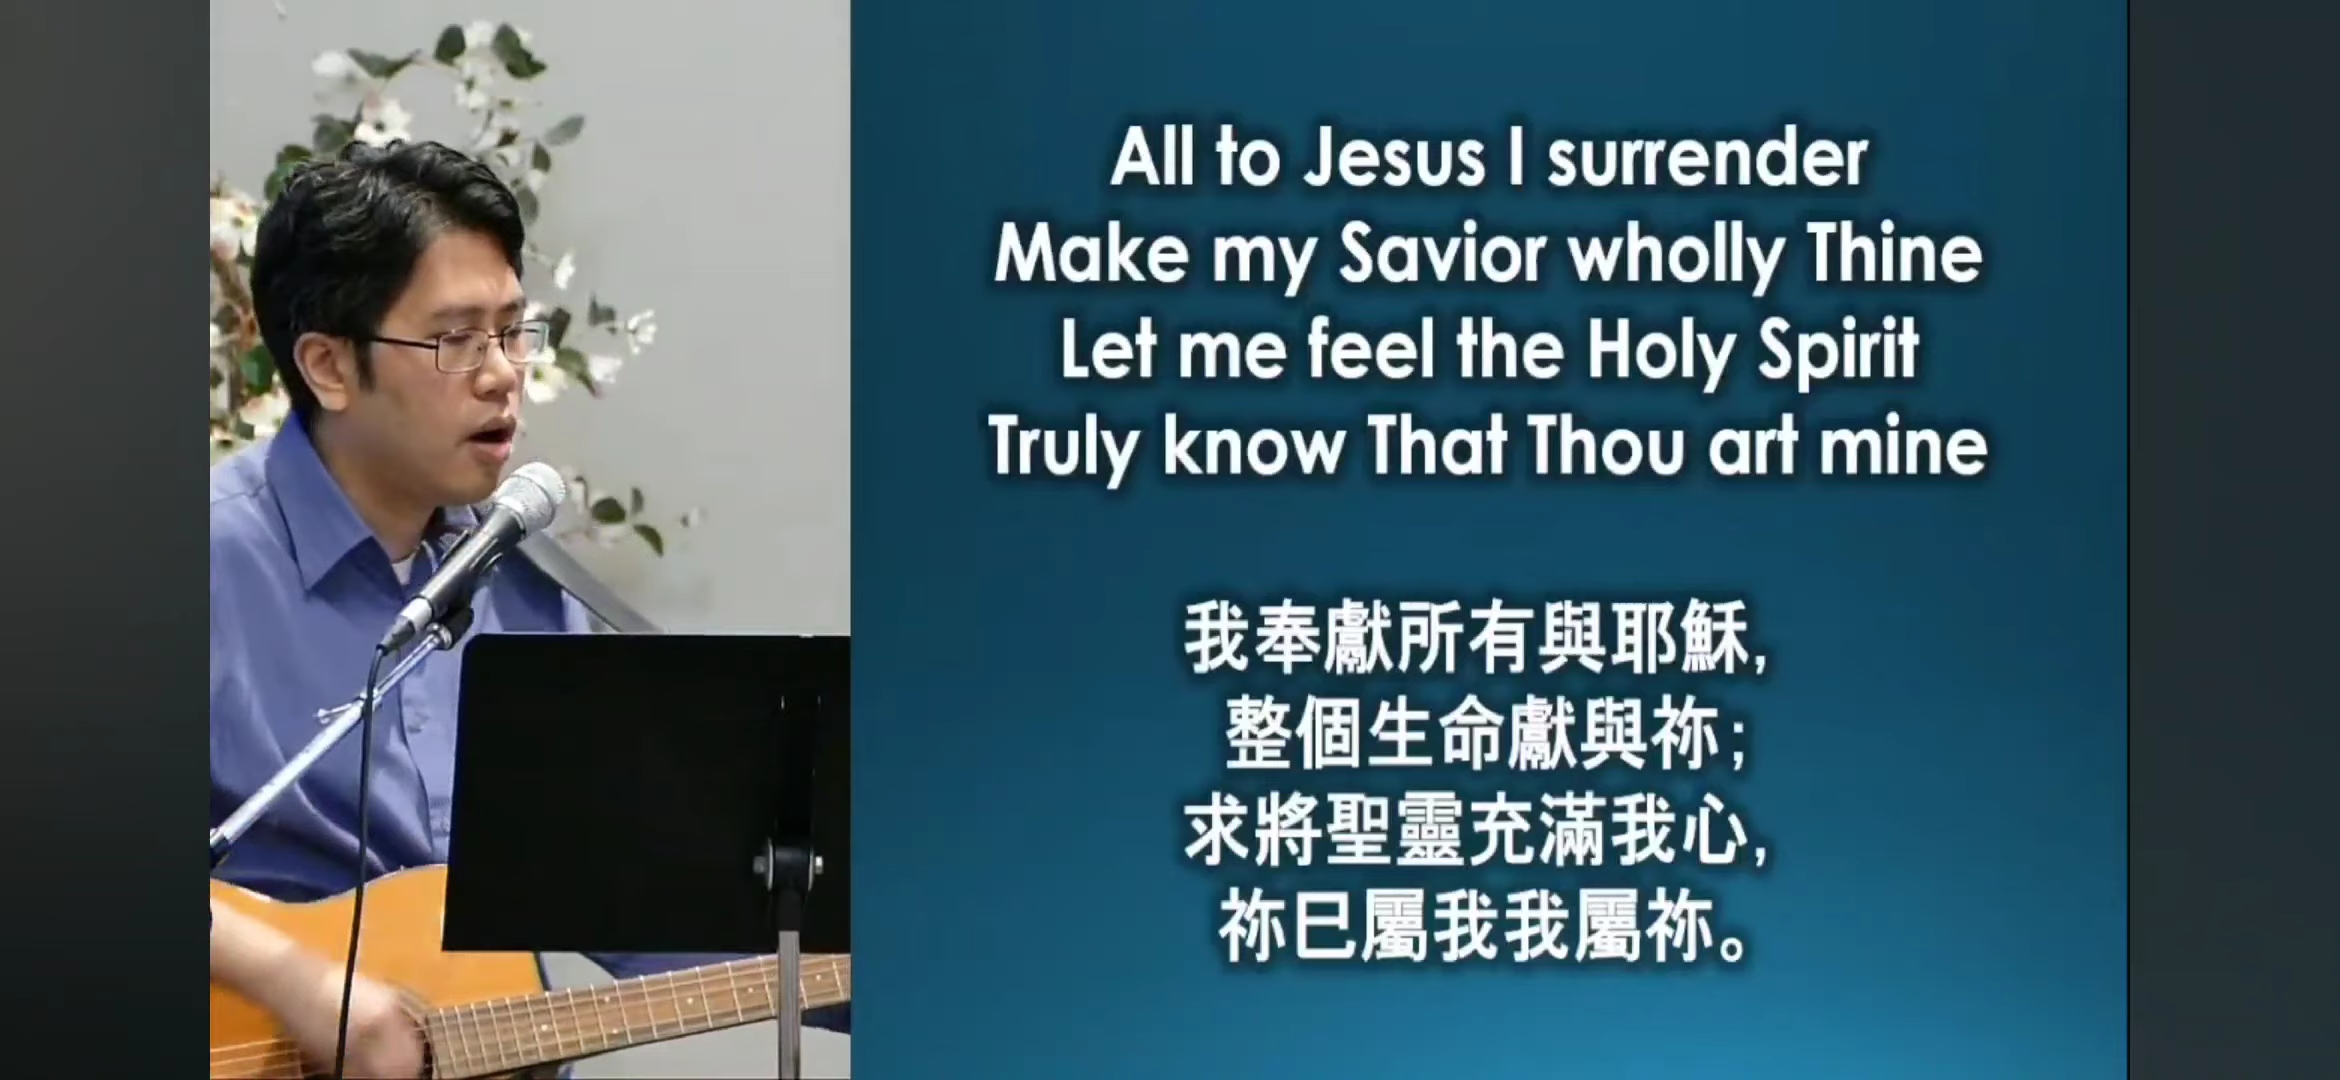 All to Jesus I surrender
Make my Savior wholly Thine
Let me feel the Holy Spirit
Truly know That Thou art mine
我奉獻所有與耶穌,
整個生命獻與祢;
求將聖靈充滿我心,
祢巳屬我我屬祢。